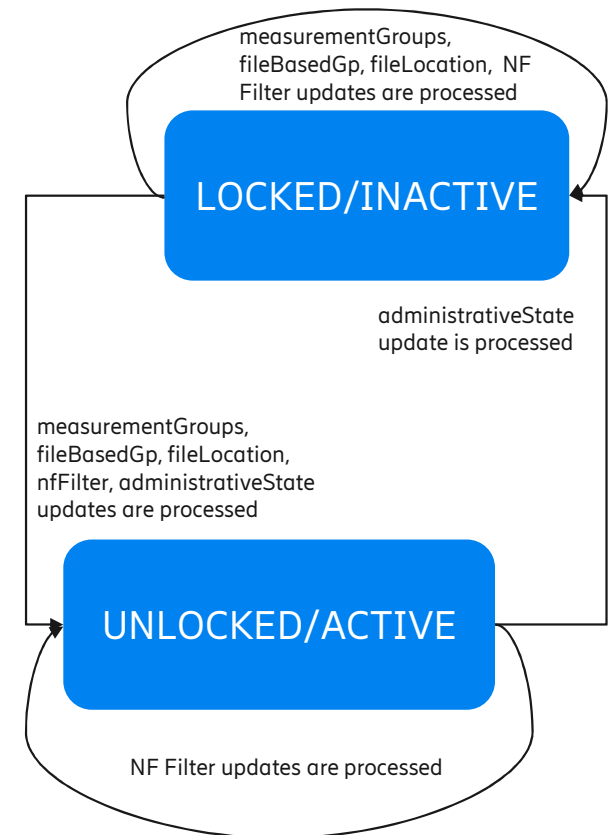 measurementGroups,
fileBasedGp, fileLocation, NF
Filter updates are processed
LOCKED/INACTIVE
administrativeState
update is processed
measurementGroups,
fileBasedGp, fileLocation,
nfFilter, administrativeState
updates are processed
UNLOCKED/ACTIVE
NF Filter updates are processed